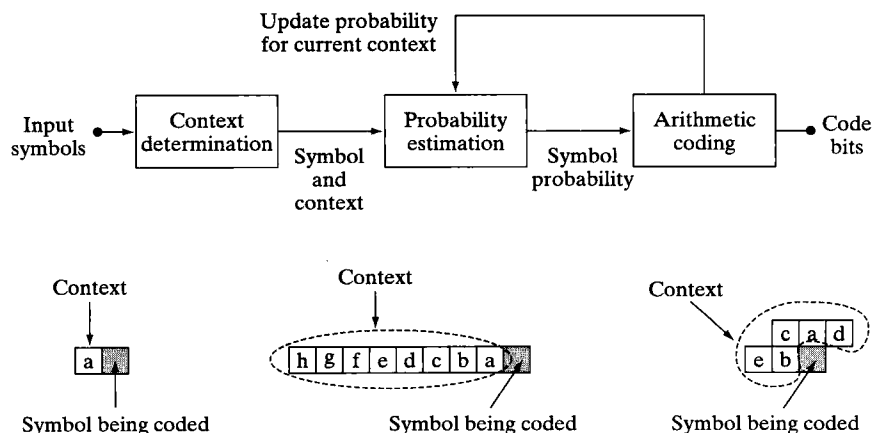 Update probability
for current context
Input
symbols
Context
determination
Symbol
and
context
Probability
estimation
Symbol
probability
Arithmetic
coding
Code
bits
Context
a
Symbol being coded
Context
h g f e d c b a
Symbol being coded
Context
c a d
e b
Symbol being coded